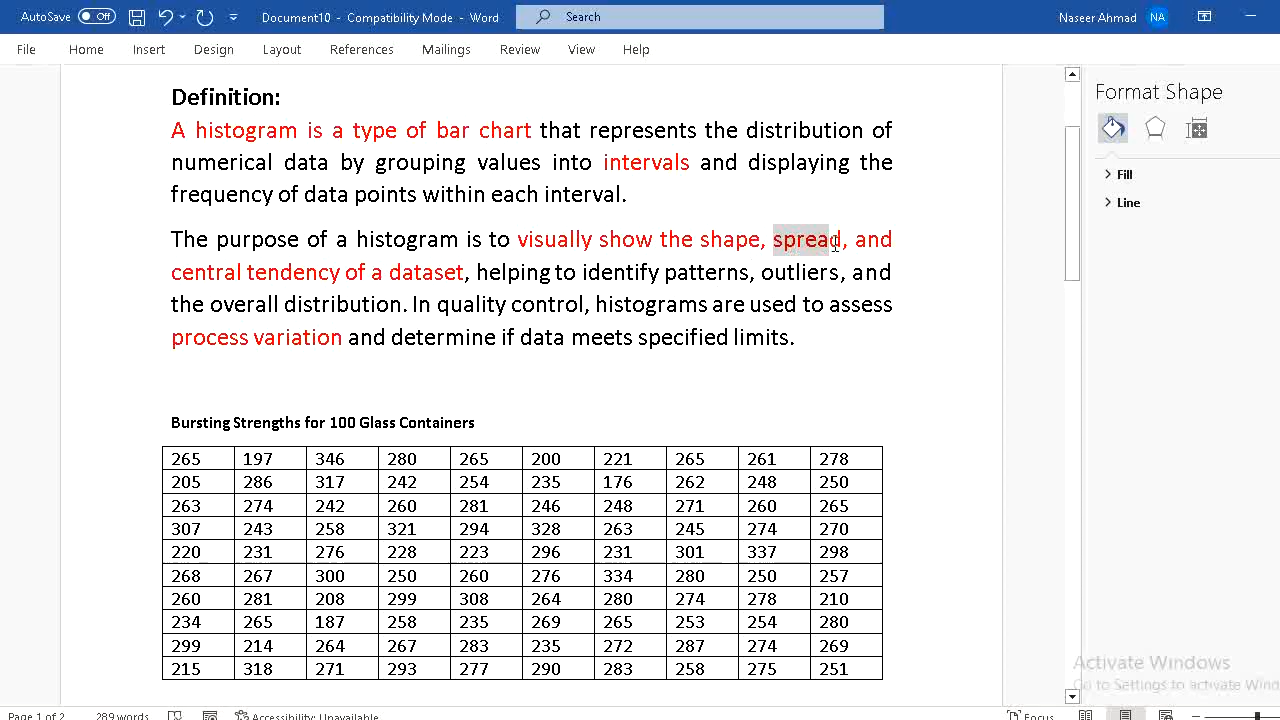 AutoSave Off Document10 - Compatibility Mode - Word Search Naseer Ahmad NA
File Home Insert Design Layout References Mailings Review View Help
Definition:
A histogram is a type of bar chart that represents the distribution of
numerical data by grouping values into intervals and displaying the
frequency of data points within each interval.
The purpose of a histogram is to visually show the shape, spread, and
central tendency of a dataset, helping to identify patterns, outliers, and
the overall distribution. In quality control, histograms are used to assess
process variation and determine if data meets specified limits.
Bursting Strengths for 100 Glass Containers
265 197 346 280 265 200 221 265 261 278
205 286 317 242 254 235 176 262 248 250
263 274 242 260 281 246 248 271 260 265
307 243 258 321 294 328 263 245 274 270
220 231 276 228 223 296 231 301 337 298
268 267 300 250 260 276 334 280 250 257
260 281 208 299 308 264 280 274 278 210
234 265 187 258 235 269 265 253 254 280
299 214 264 267 283 235 272 287 274 269
215 318 271 293 277 290 283 258 275 251
Format Shape
Fill
Line
Activate Windows
Go to Settings to activate Wind
Page 1 of 2 289 words Accessibility: Unavailable Focus